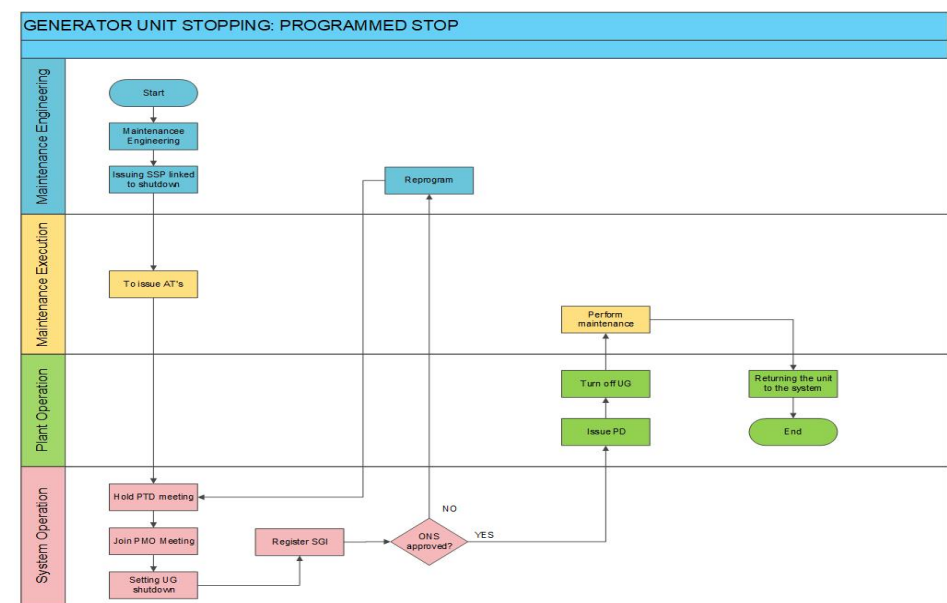 GENERATOR UNIT STOPPING: PROGRAMMED STOP
Maintenance Engineering
Start
Maintenancee
Engineering
Issuing SSP linked
to shutdown
Reprogram
Maintenance Execution
To issue AT's
Perform
maintenance
Plant Operation
Turn off UG
Returning the unit
to the system
Issue PD
End
System Operation
Hold PTD meeting
NO
Join PMO Meeting
Register SGI
ONS
approved?
YES
Setting UG
shutdown